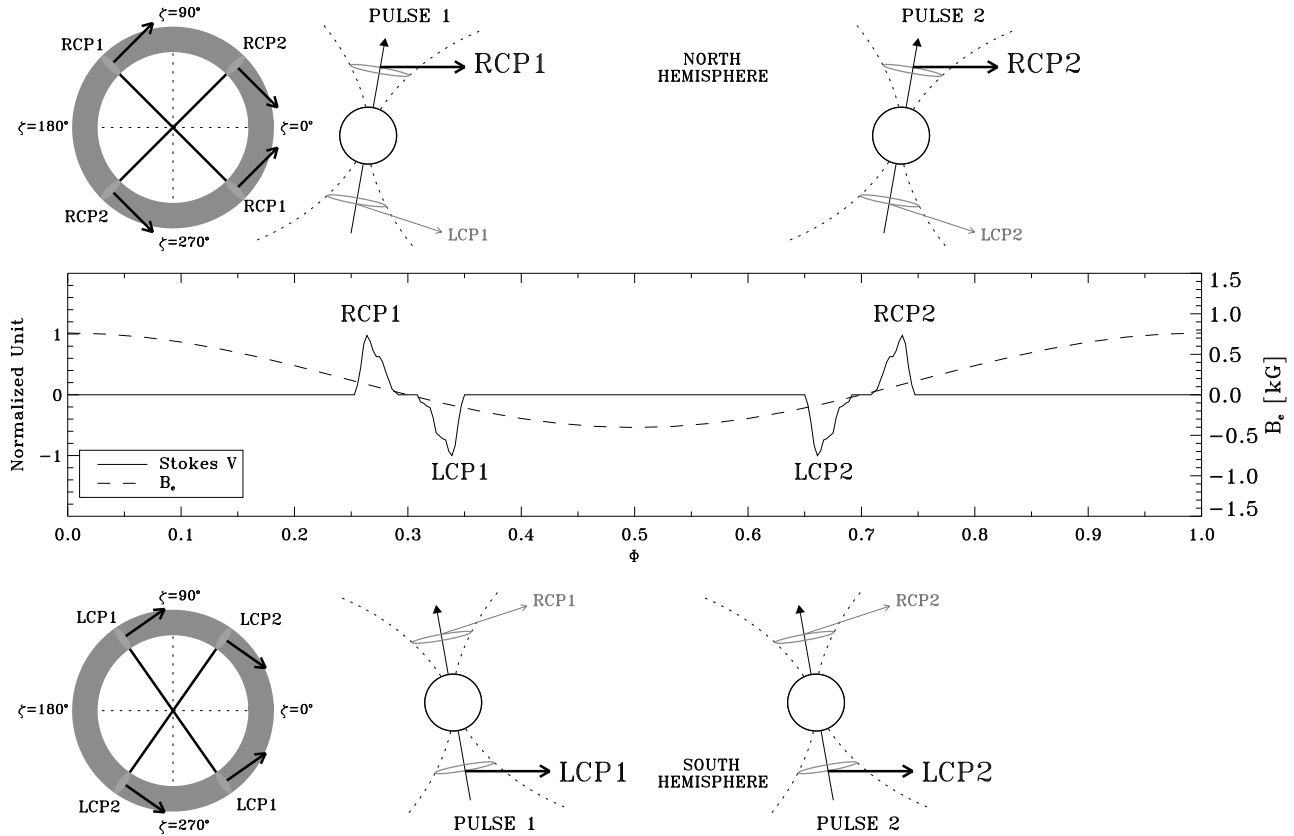 ζ=90°
RCP1
RCP2
ζ=180°
ζ=0°
RCP2
RCP1
ζ=270°
PULSE 1
RCP1
LCP1
NORTH
HEMISPHERE
PULSE 2
RCP2
LCP2
Normalized Unit
1
0
-1
RCP1
LCP1
RCP2
LCP2
Stokes V
Bₑ
1.5
1.0
0.5
0.0
-0.5
-1.0
-1.5
Bₑ [kG]
0.0 0.1 0.2 0.3 0.4 0.5 0.6 0.7 0.8 0.9 1.0
Φ
ζ=90°
LCP1
LCP2
ζ=180°
ζ=0°
LCP2
LCP1
ζ=270°
RCP1
LCP1
PULSE 1
SOUTH
HEMISPHERE
RCP2
LCP2
PULSE 2